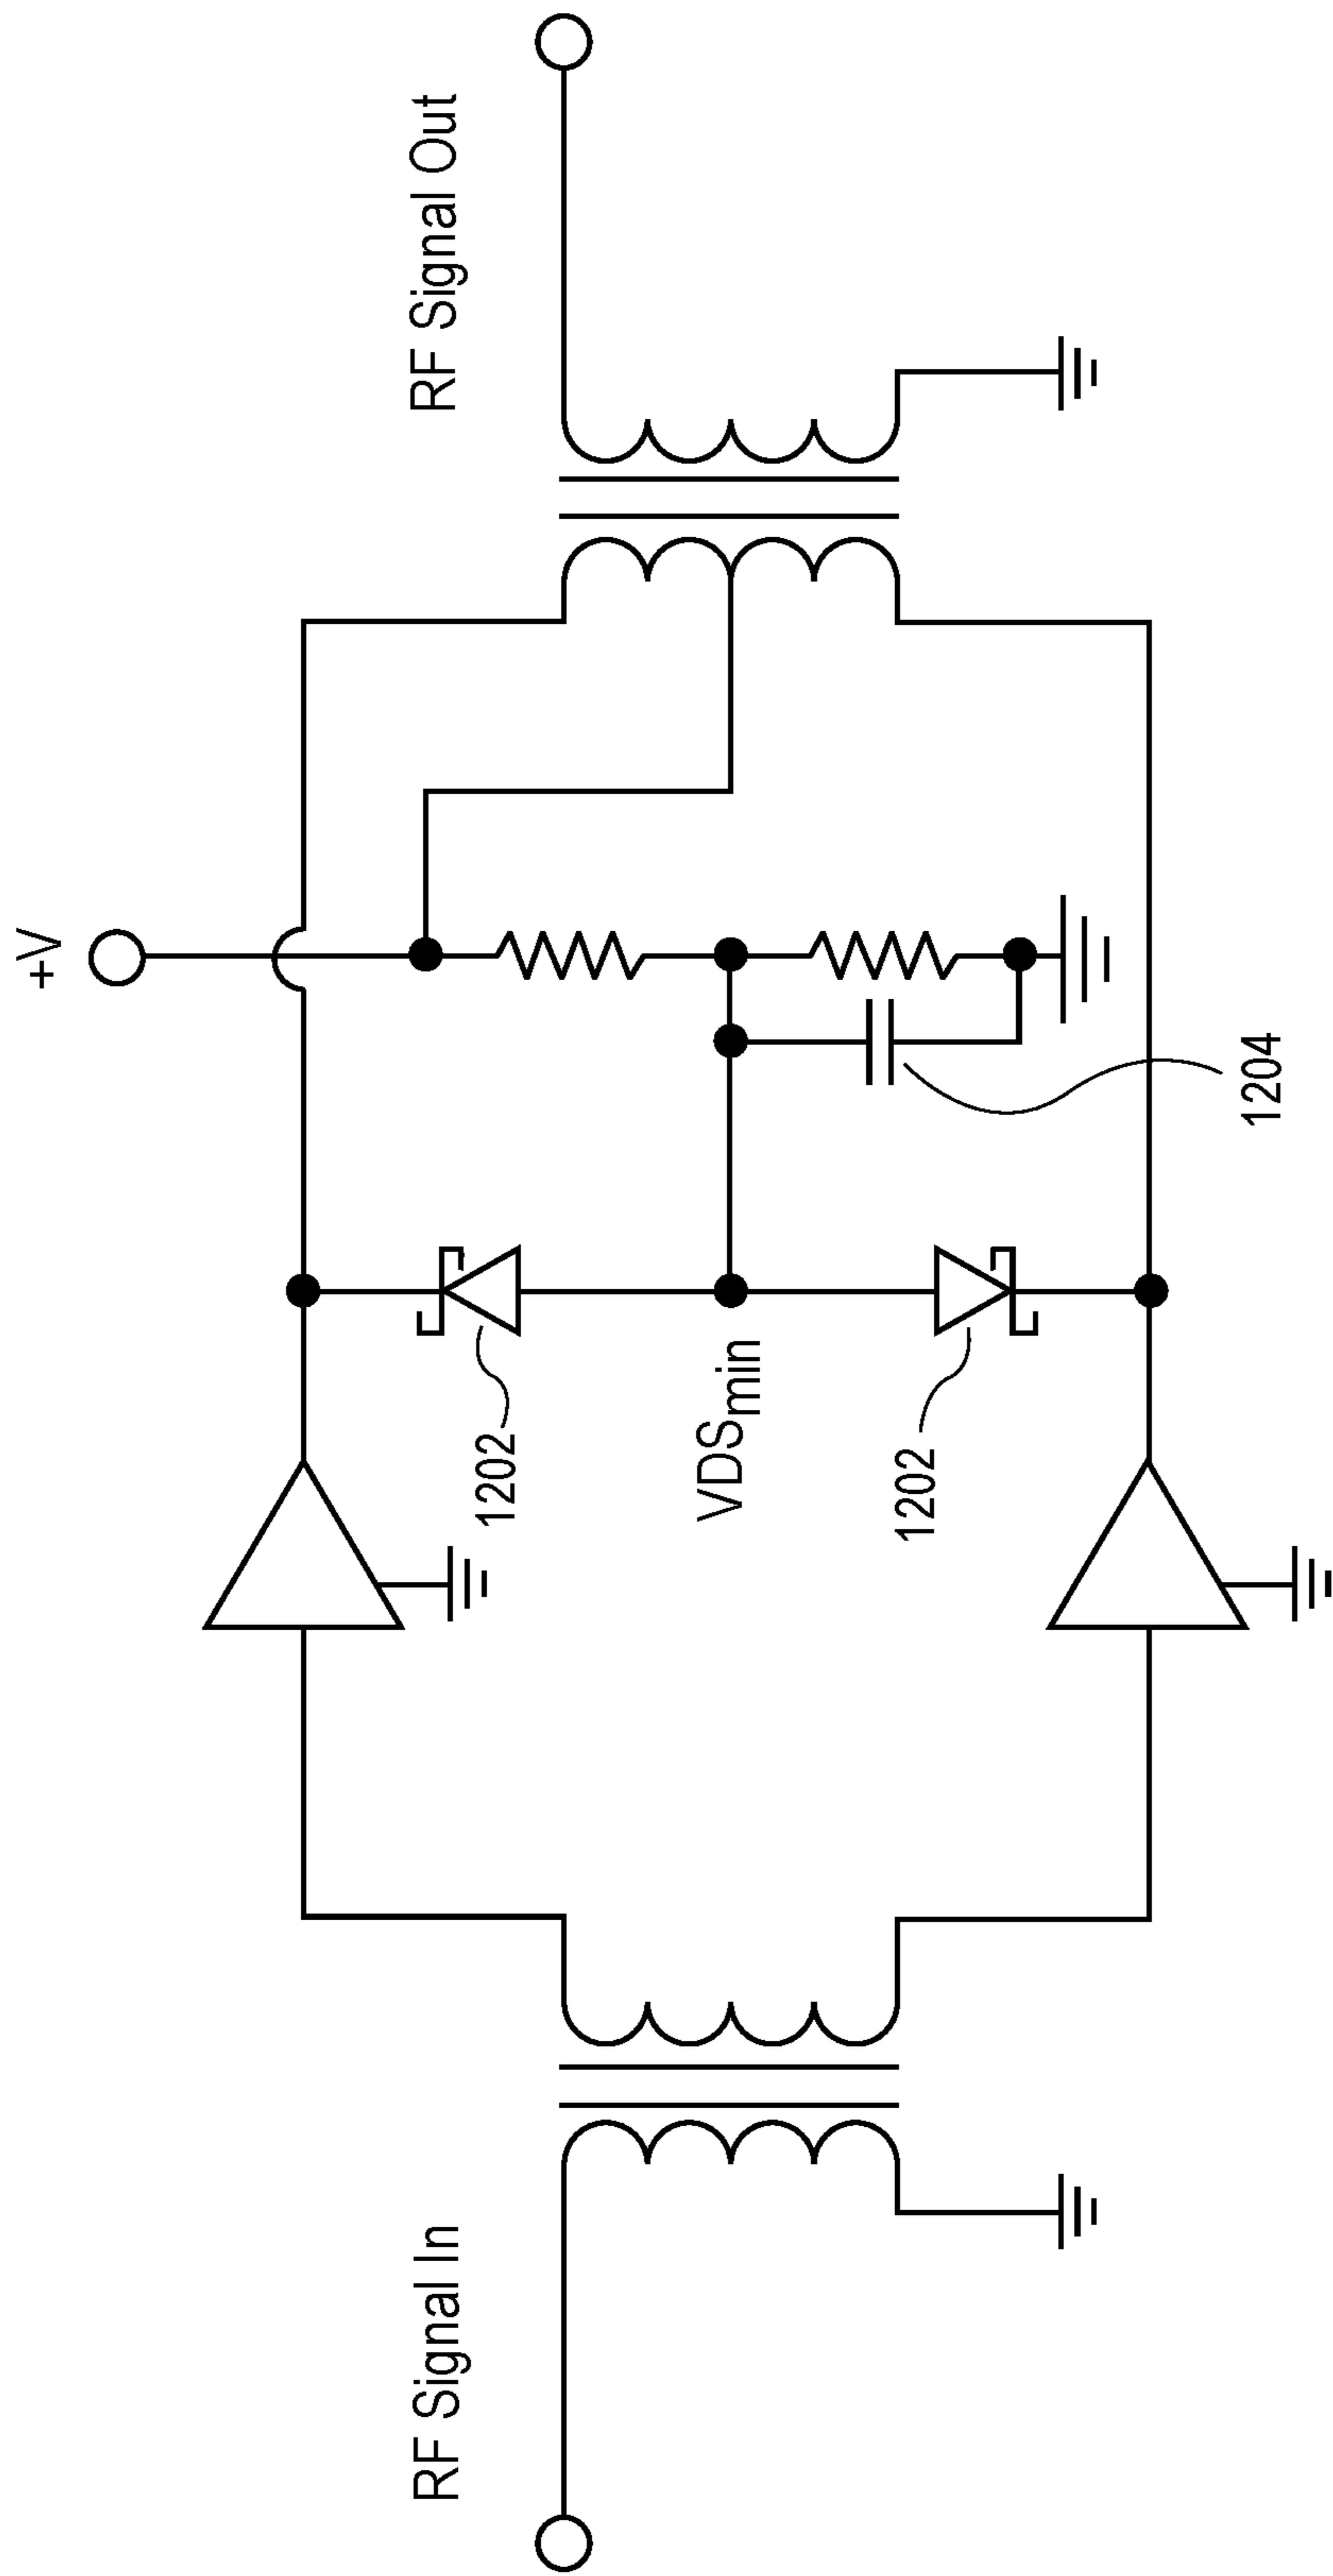 +V
RF Signal In
RF Signal Out
1202
VDSmin
1202
1204